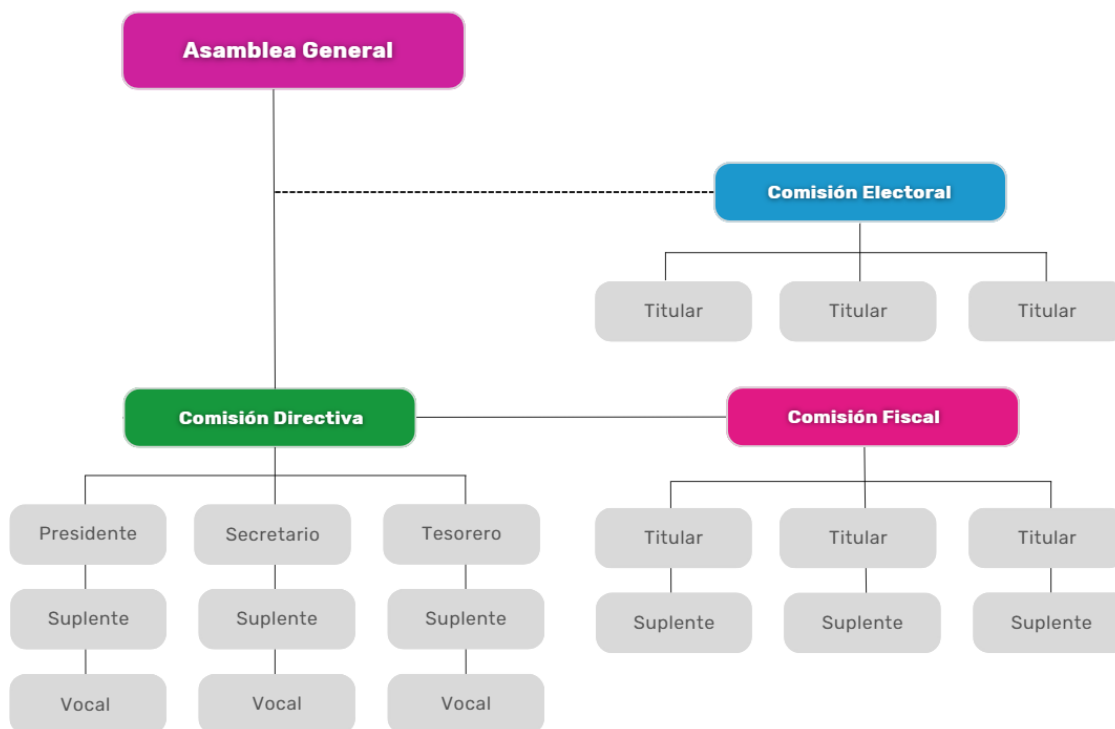 Asamblea General
Comisión Electoral
Titular
Titular
Titular
Comisión Directiva
Comisión Fiscal
Presidente
Secretario
Tesorero
Titular
Titular
Titular
Suplente
Suplente
Suplente
Suplente
Suplente
Suplente
Vocal
Vocal
Vocal